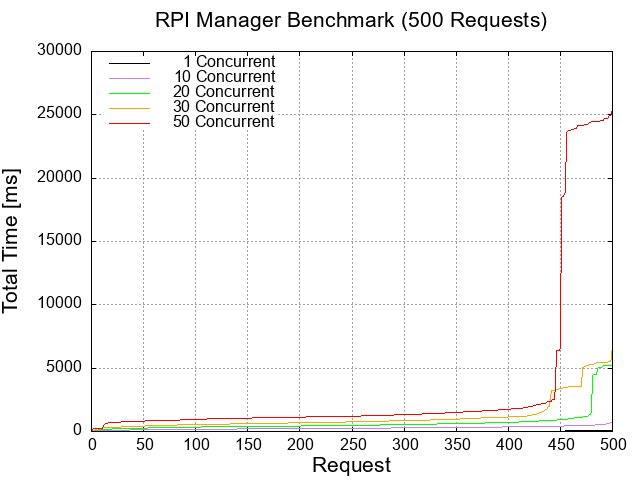 RPI Manager Benchmark (500 Requests)
30000
25000
20000
15000
10000
5000
0
Total Time [ms]
1 Concurrent
10 Concurrent
20 Concurrent
30 Concurrent
50 Concurrent
0 50 100 150 200 250 300 350 400 450 500
Request